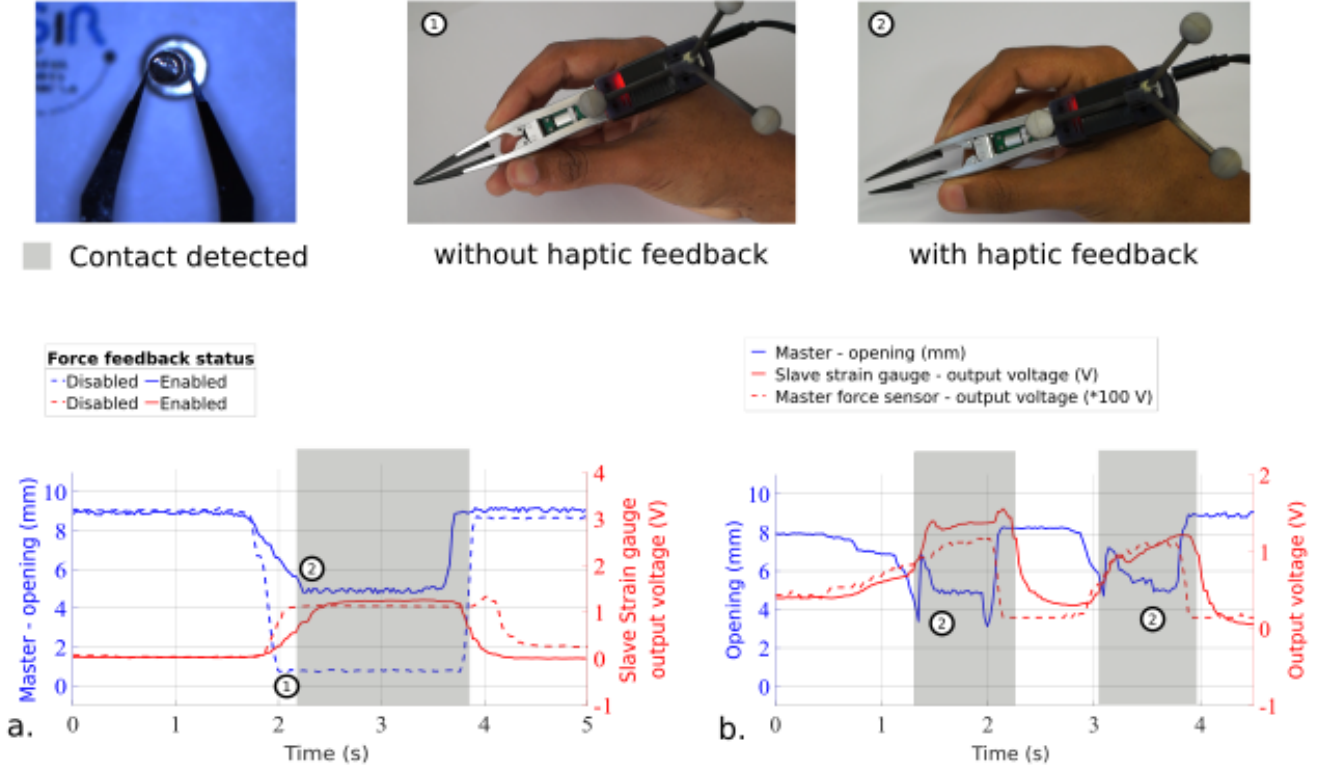 SIR
1
2
Contact detected
without haptic feedback
with haptic feedback
Force feedback status
Disabled Enabled
Disabled Enabled
Master - opening (mm)
Slave strain gauge - output voltage (V)
Master force sensor - output voltage (*100 V)
Master - opening (mm)
10
8
6
4
2
0
2
1
0 1 2 3 4 5
Time (s)
4
3
2
1
0
-1
Slave Strain gauge
output voltage (V)
a.
Opening (mm)
10
8
6
4
2
0
2
2
0 1 2 3 4
Time (s)
2
1
0
-1
Output voltage (V)
b.